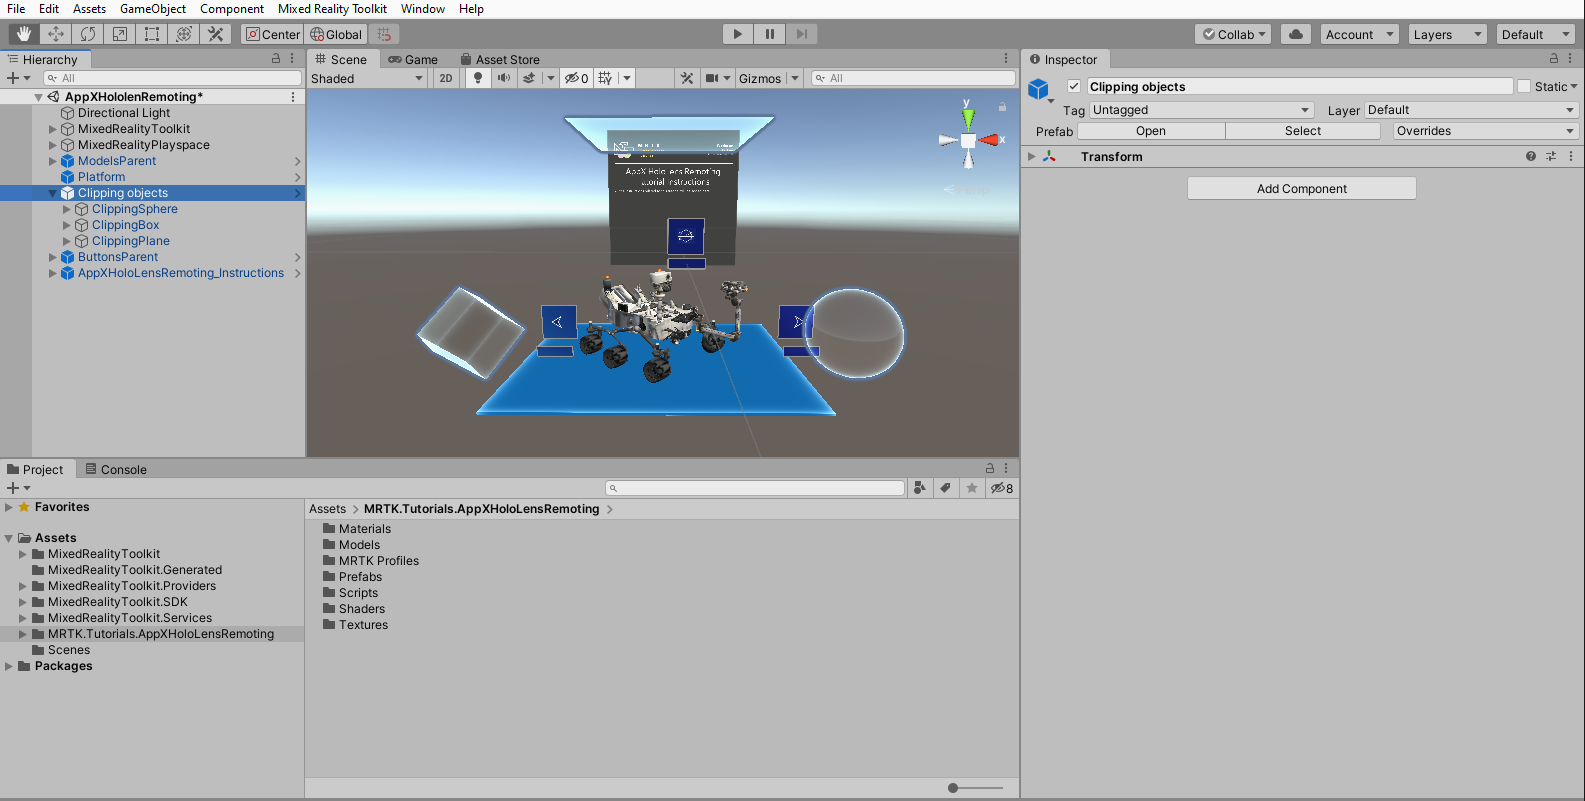 File Edit Assets GameObject Component Mixed Reality Toolkit Window Help
Center Global Collab Account Layers Default
Hierarchy
All
AppXHololenRemoting*
Directional Light
MixedRealityToolkit
MixedRealityPlayspace
ModelsParent
Platform
Clipping objects
ClippingSphere
ClippingBox
ClippingPlane
ButtonsParent
AppXHoloLensRemoting_Instructions
Scene Game Asset Store
Shaded 2D 0 Gizmos All
y
x
Persp
AppX HoloLens Remoting
utorial Instructions
Inspector
Clipping objects Static
Tag Untagged Layer Default
Prefab Open Select Overrides
Transform
Add Component
Project Console
8
Favorites
Assets
MixedRealityToolkit
MixedRealityToolkit.Generated
MixedRealityToolkit.Providers
MixedRealityToolkit.SDK
MixedRealityToolkit.Services
MRTK.Tutorials.AppXHoloLensRemoting
Scenes
Packages
Assets > MRTK.Tutorials.AppXHoloLensRemoting >
Materials
Models
MRTK Profiles
Prefabs
Scripts
Shaders
Textures